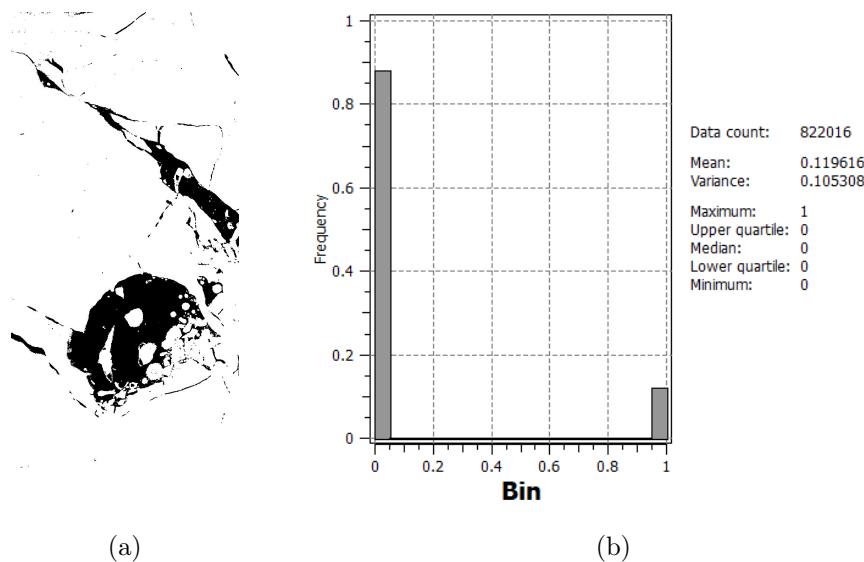 1
0.8
0.6
0.4
0.2
0
Frequency
0 0.2 0.4 0.6 0.8 1
Bin
Data count: 822016
Mean: 0.119616
Variance: 0.105308
Maximum: 1
Upper quartile: 0
Median: 0
Lower quartile: 0
Minimum: 0
(a)
(b)